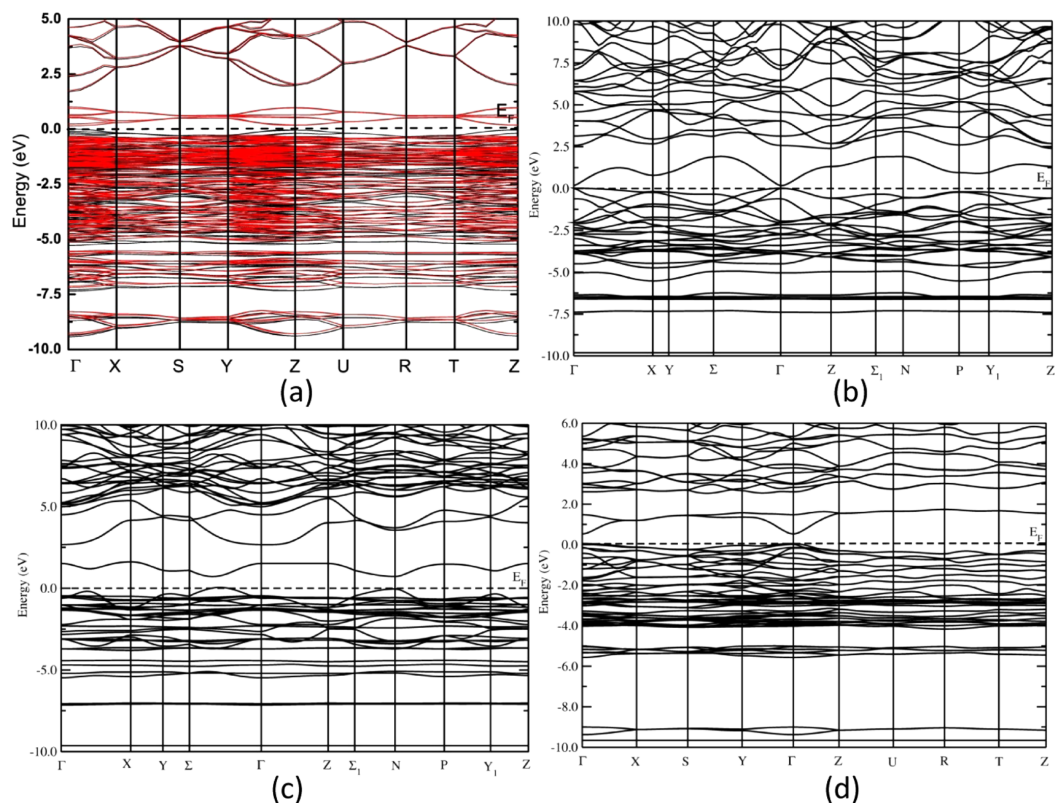 5.0
2.5
0.0
-2.5
-5.0
-7.5
-10.0
Energy (eV)
E_F
Γ X S Y Z U R T Z
(a)
10.0
7.5
5.0
2.5
0.0
-2.5
-5.0
-7.5
-10.0
Energy (eV)
E_F
Γ X Y Σ Γ Z Σ₁ N P Y₁ Z
(b)
10.0
5.0
0.0
-5.0
-10.0
Energy (eV)
E_F
Γ X Y Σ Γ Z Σ₁ N P Y₁ Z
(c)
6.0
4.0
2.0
0.0
-2.0
-4.0
-6.0
-8.0
-10.0
Energy (eV)
E_F
Γ X S Y Γ Z U R T Z
(d)